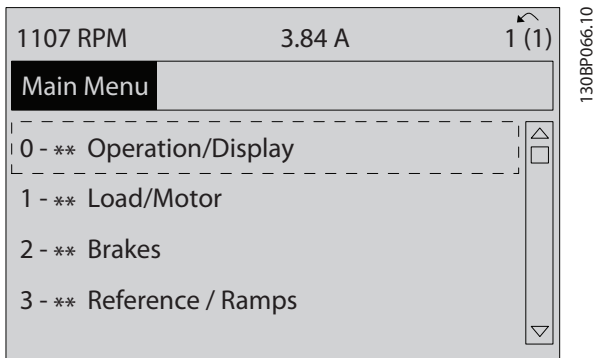 1107 RPM 3.84 A 1 (1)
Main Menu
0 - ** Operation/Display
1 - ** Load/Motor
2 - ** Brakes
3 - ** Reference / Ramps
130BP066.10